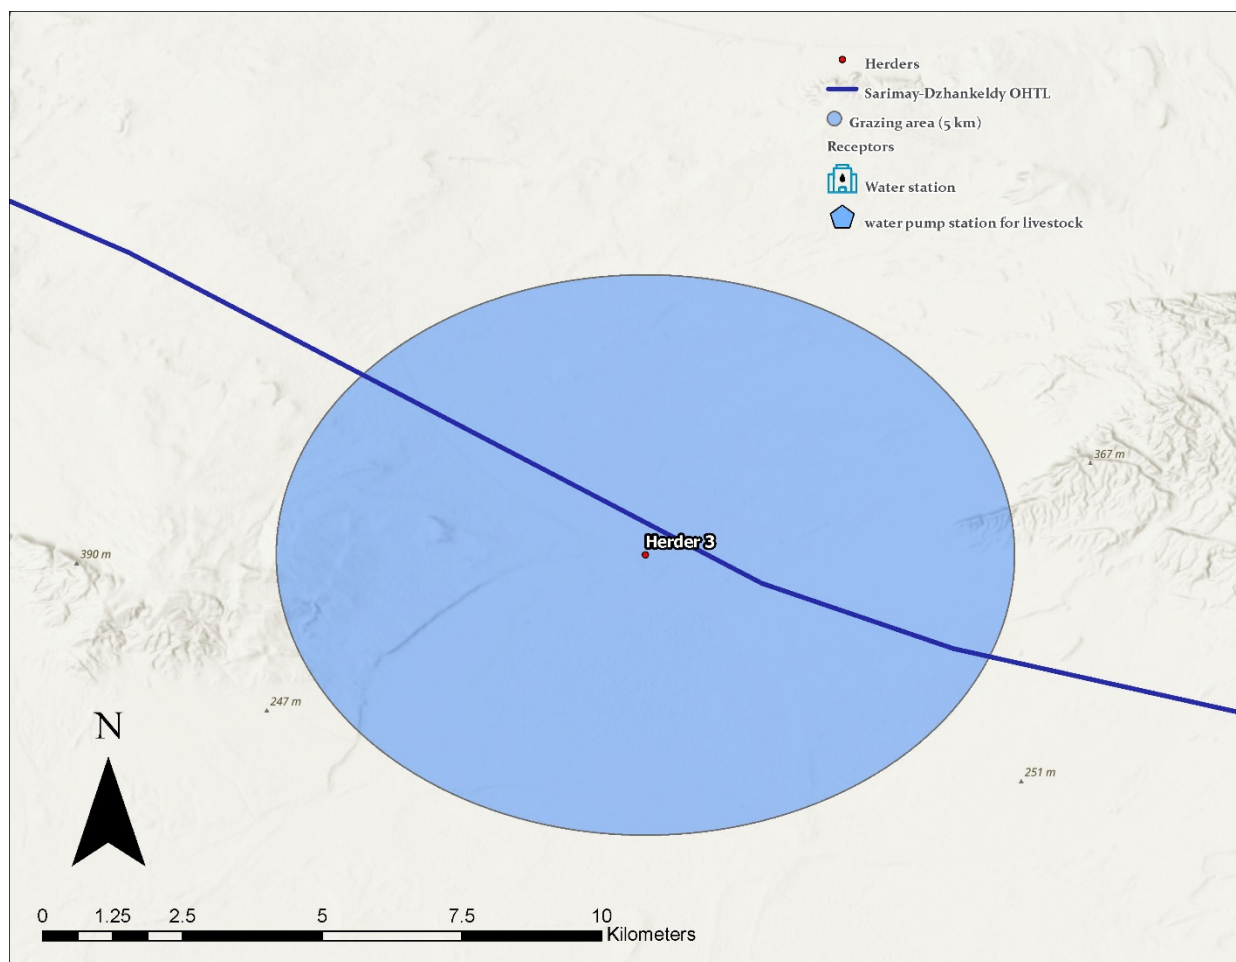 Herders
Sarimay-Dzhankeldy OHTL
Grazing area (5 km)
Receptors
Water station
water pump station for livestock
367 m
Herder 3
390 m
247 m
N
251 m
0 1.25 2.5 5 7.5 10
Kilometers